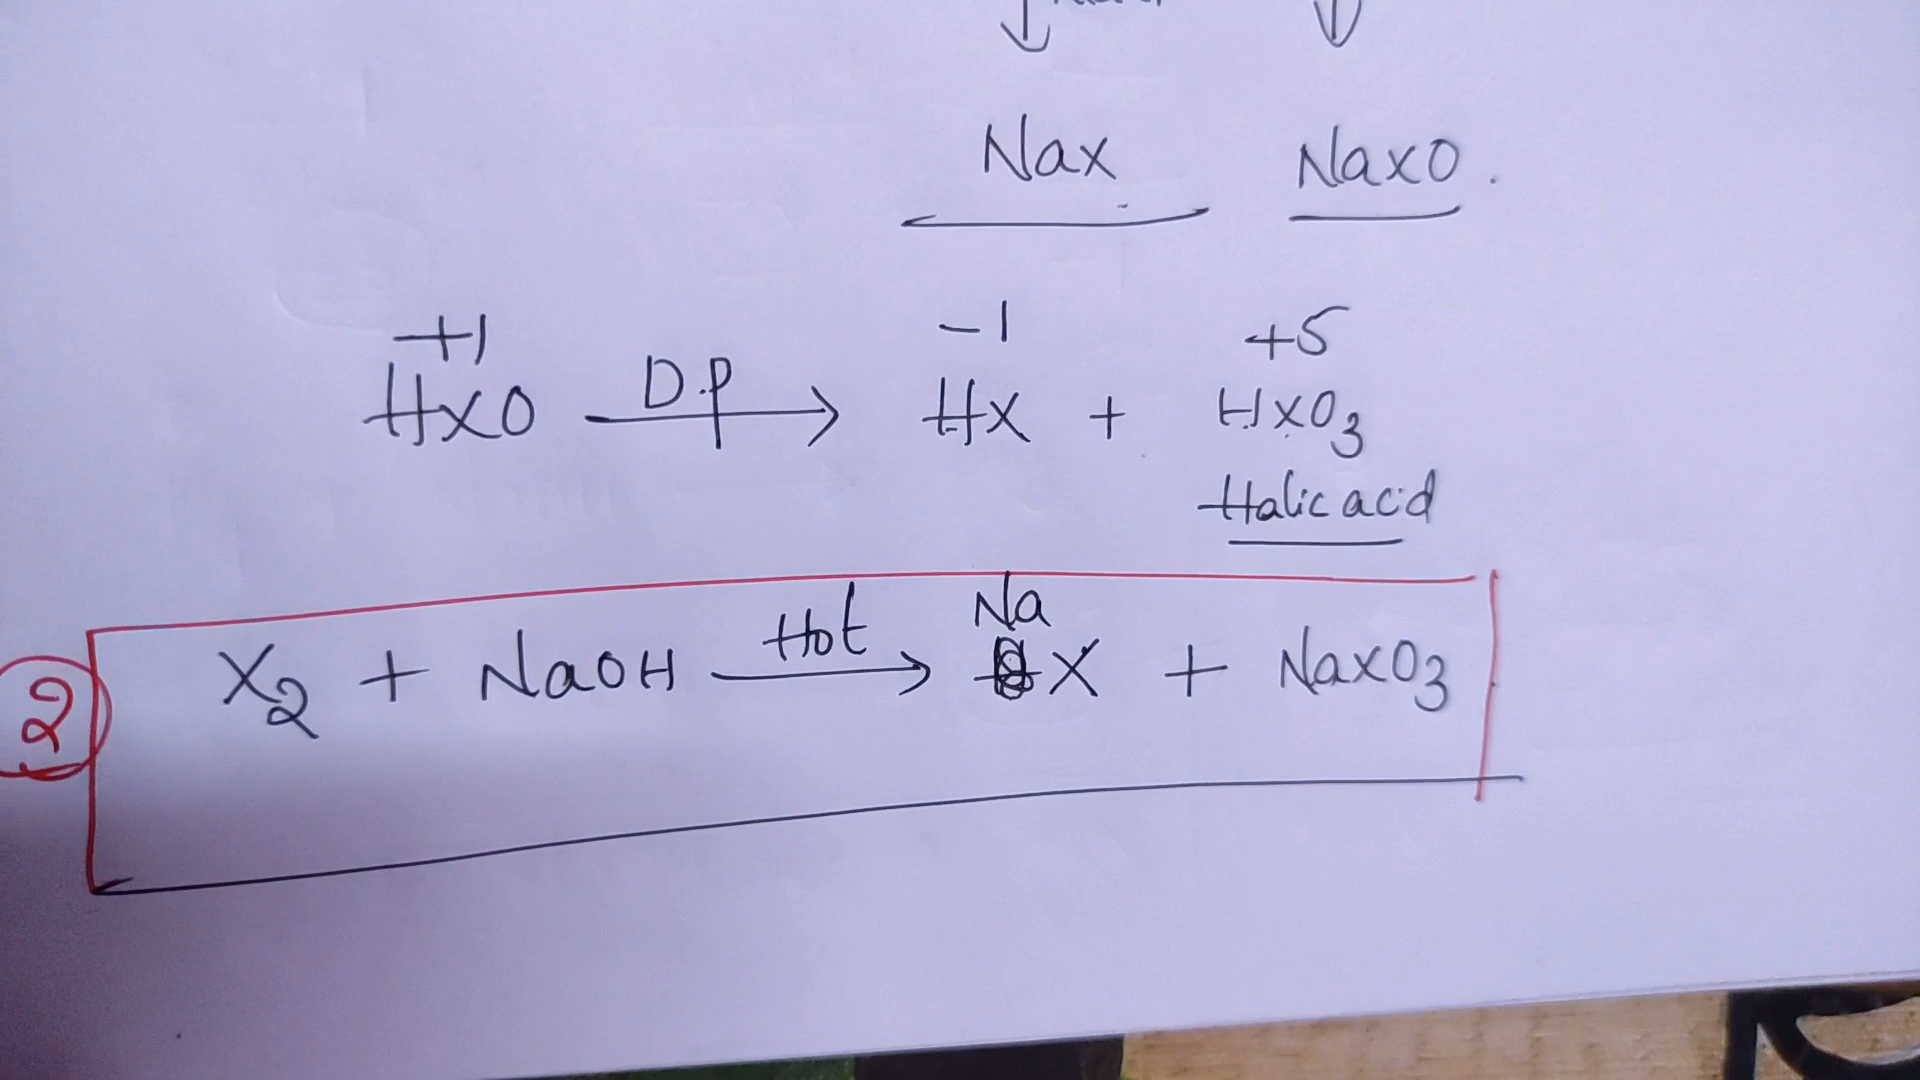 Nax NaxO.
+1 -1 +5
HXO D.P → HX + HXO3
Halic acid
2 X2 + NaOH Hot → Na X + NaxO3